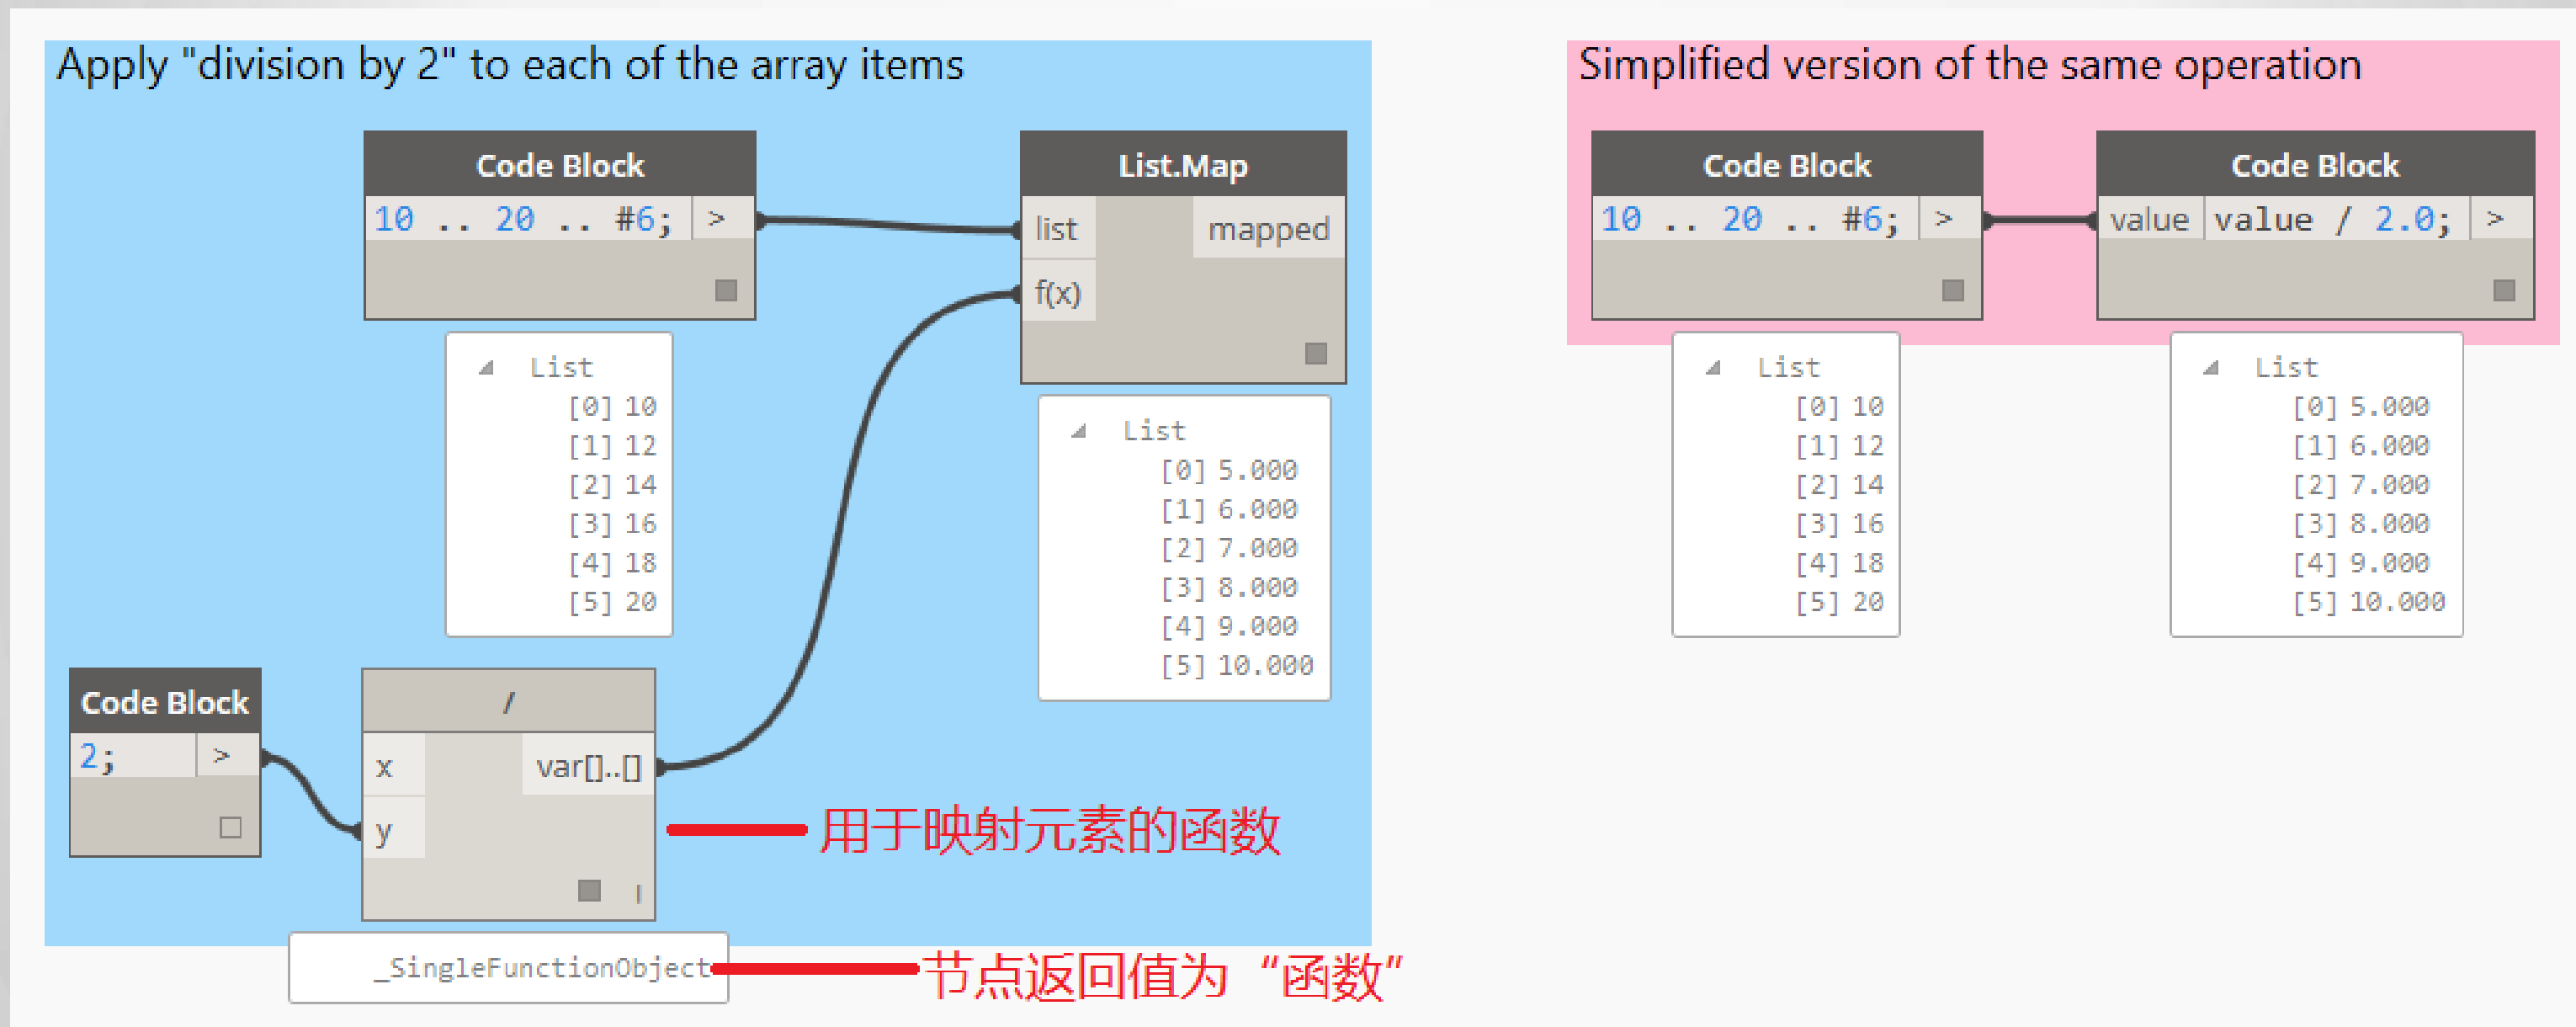 Apply "division by 2" to each of the array items
Code Block
10 .. 20 .. #6; >
List
[0] 10
[1] 12
[2] 14
[3] 16
[4] 18
[5] 20
List.Map
list mapped
f(x)
List
[0] 5.000
[1] 6.000
[2] 7.000
[3] 8.000
[4] 9.000
[5] 10.000
Code Block
2; >
/
x var[]..[]
y
l
用于映射元素的函数
_SingleFunctionObject
节点返回值为“函数”
Simplified version of the same operation
Code Block
10 .. 20 .. #6; >
List
[0] 10
[1] 12
[2] 14
[3] 16
[4] 18
[5] 20
Code Block
value value / 2.0; >
List
[0] 5.000
[1] 6.000
[2] 7.000
[3] 8.000
[4] 9.000
[5] 10.000